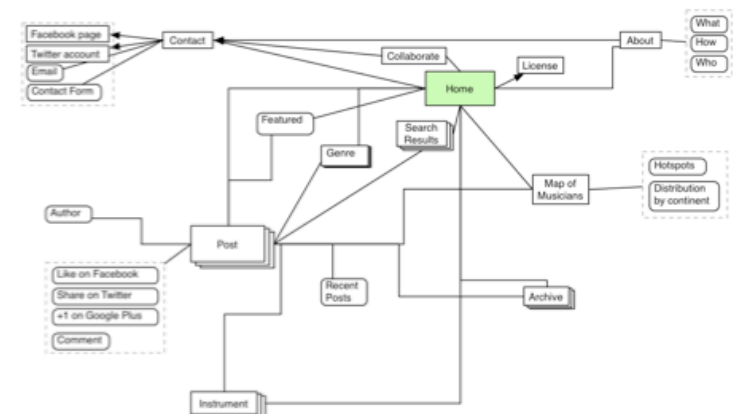 Facebook page
Twitter account
Email
Contact Form
Contact
Collaborate
About
What
How
Who
License
Home
Featured
Search
Results
Genre
Hotspots
Distribution
by continent
Map of
Musicians
Author
Post
Like on Facebook
Share on Twitter
+1 on Google Plus
Comment
Recent
Posts
Archive
Instrument